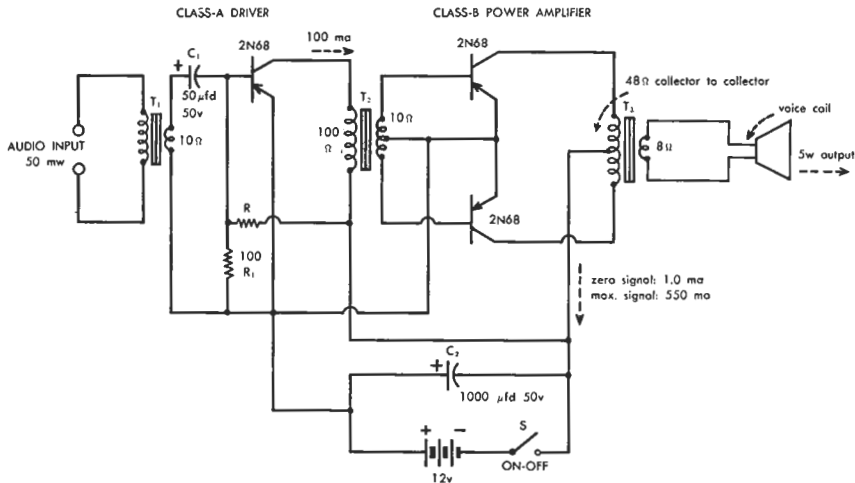 CLASS-A DRIVER
CLASS-B POWER AMPLIFIER
100 ma
2N68
2N68
C₁
+
50 µfd
50v
T₁
10Ω
AUDIO INPUT
50 mw
T₂
100
Ω
10Ω
48Ω collector to collector
T₃
voice coil
8Ω
5w output
R
100
R₁
2N68
zero signal: 1.0 ma
max. signal: 550 ma
C₂
+
1000 µfd 50v
+ −
S
ON-OFF
12v